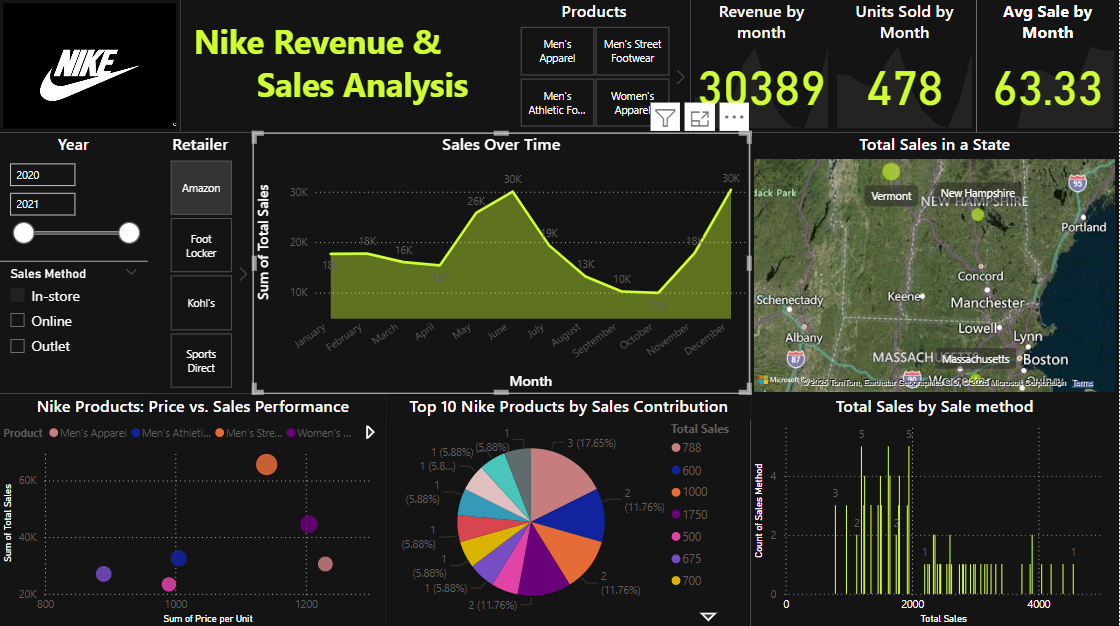 NIKE
Nike Revenue &
Sales Analysis
Products
Men's
Apparel
Men's Street
Footwear
Men's
Athletic Fo...
Women's
Apparel
Revenue by
month
30389
Units Sold by
Month
478
Avg Sale by
Month
63.33
Year
2020
2021
Sales Method
In-store
Online
Outlet
Retailer
Amazon
Foot
Locker
Kohl's
Sports
Direct
Sales Over Time
Sum of Total Sales
30K
20K
10K
18K
16K
26K
30K
19K
13K
10K
18K
30K
January
February
March
April
May
June
July
August
September
October
November
December
Month
Total Sales in a State
dack Park
Vermont
New Hampshire
NEW HAMPSHIRE
95
Portland
Concord
Keene
Manchester
Schenectady
Lowell
Lynn
Albany
87
Massachusetts
Boston
90
Quincy
©2025 TomTom, Earthstar Geographics
Microsoft Corporation
Terms
Nike Products: Price vs. Sales Performance
Product
Men's Apparel
Men's Athleti...
Men's Stre...
Women's ...
Sum of Total Sales
60K
40K
20K
800
1000
1200
Sum of Price per Unit
Top 10 Nike Products by Sales Contribution
3 (17.65%)
2
(11.76%)
2
(11.76%)
2 (11.76%)
1 (5.88%)
1
(5.88%)
1
(5.88%)
1
(5.88%)
1 (5.8...)
1
(5.88%)
1
(5.88%)
Total Sales
788
600
1000
1750
500
675
700
Total Sales by Sale method
Count of Sales Method
4
2
0
3
5
2
2
5
1
1
0
2000
4000
Total Sales